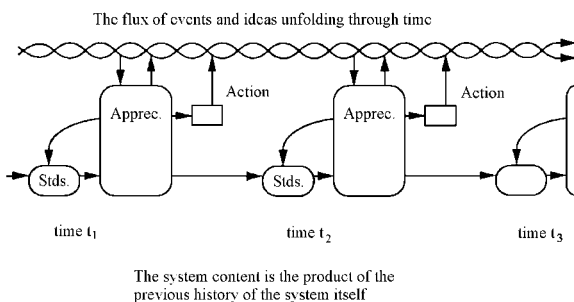 The flux of events and ideas unfolding through time
Action
Action
Apprec.
Apprec.
Stds.
Stds.
time t1
time t2
time t3
The system content is the product of the
previous history of the system itself